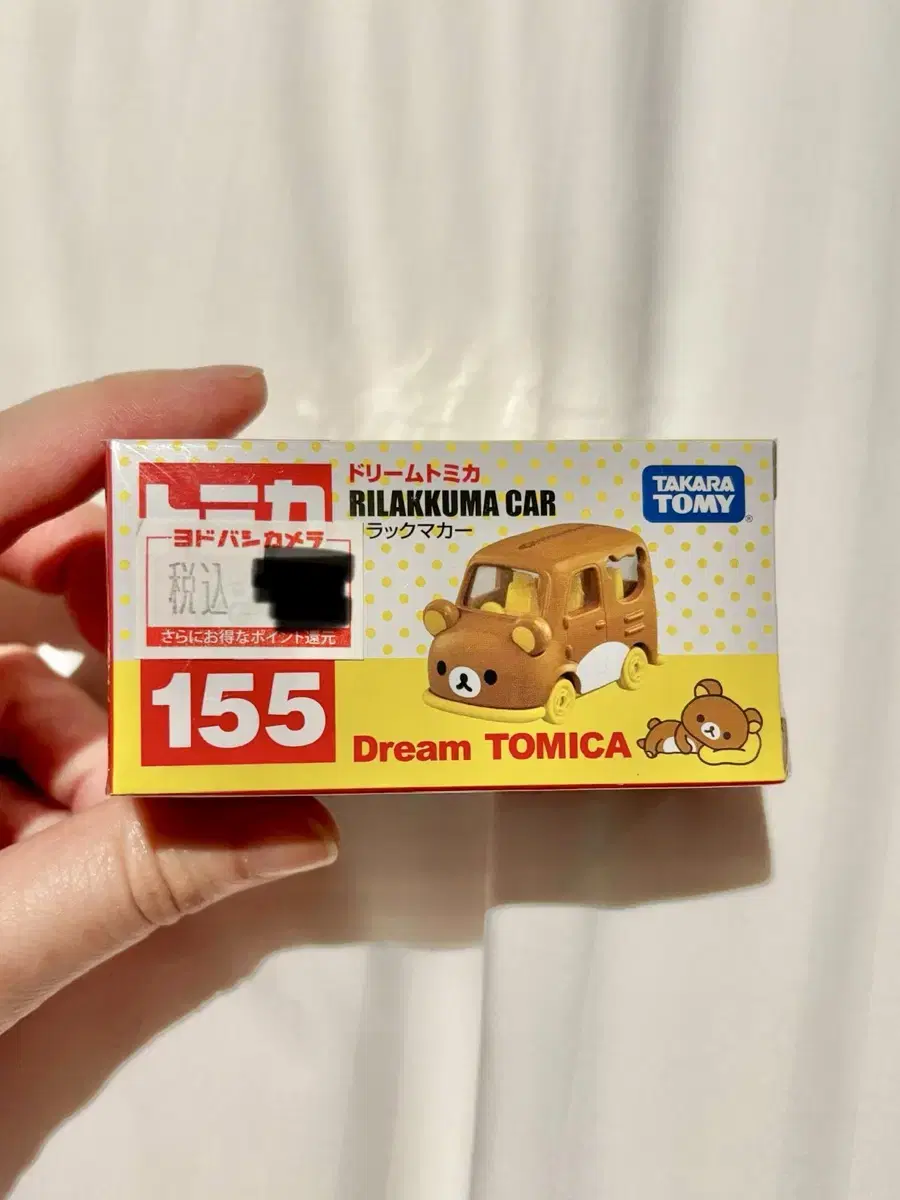 トミカ
ドリームトミカ
RILAKKUMA CAR
ラックマカー
TAKARA
TOMY
ヨドバシカメラ
税込
さらにお得なポイント還元
155
Dream TOMICA